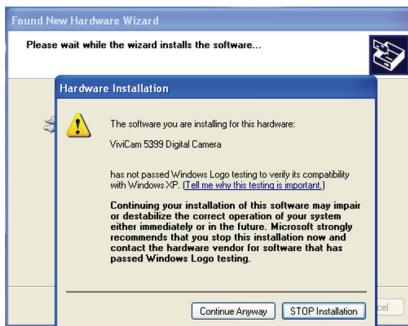 Found New Hardware Wizard
Please wait while the wizard installs the software...
Hardware Installation
The software you are installing for this hardware:
ViviCam 5399 Digital Camera
has not passed Windows Logo testing to verify its compatibility
with Windows XP. (Tell me why this testing is important.)
Continuing your installation of this software may impair
or destabilize the correct operation of your system
either immediately or in the future. Microsoft strongly
recommends that you stop this installation now and
contact the hardware vendor for software that has
passed Windows Logo testing.
Continue Anyway STOP Installation cel